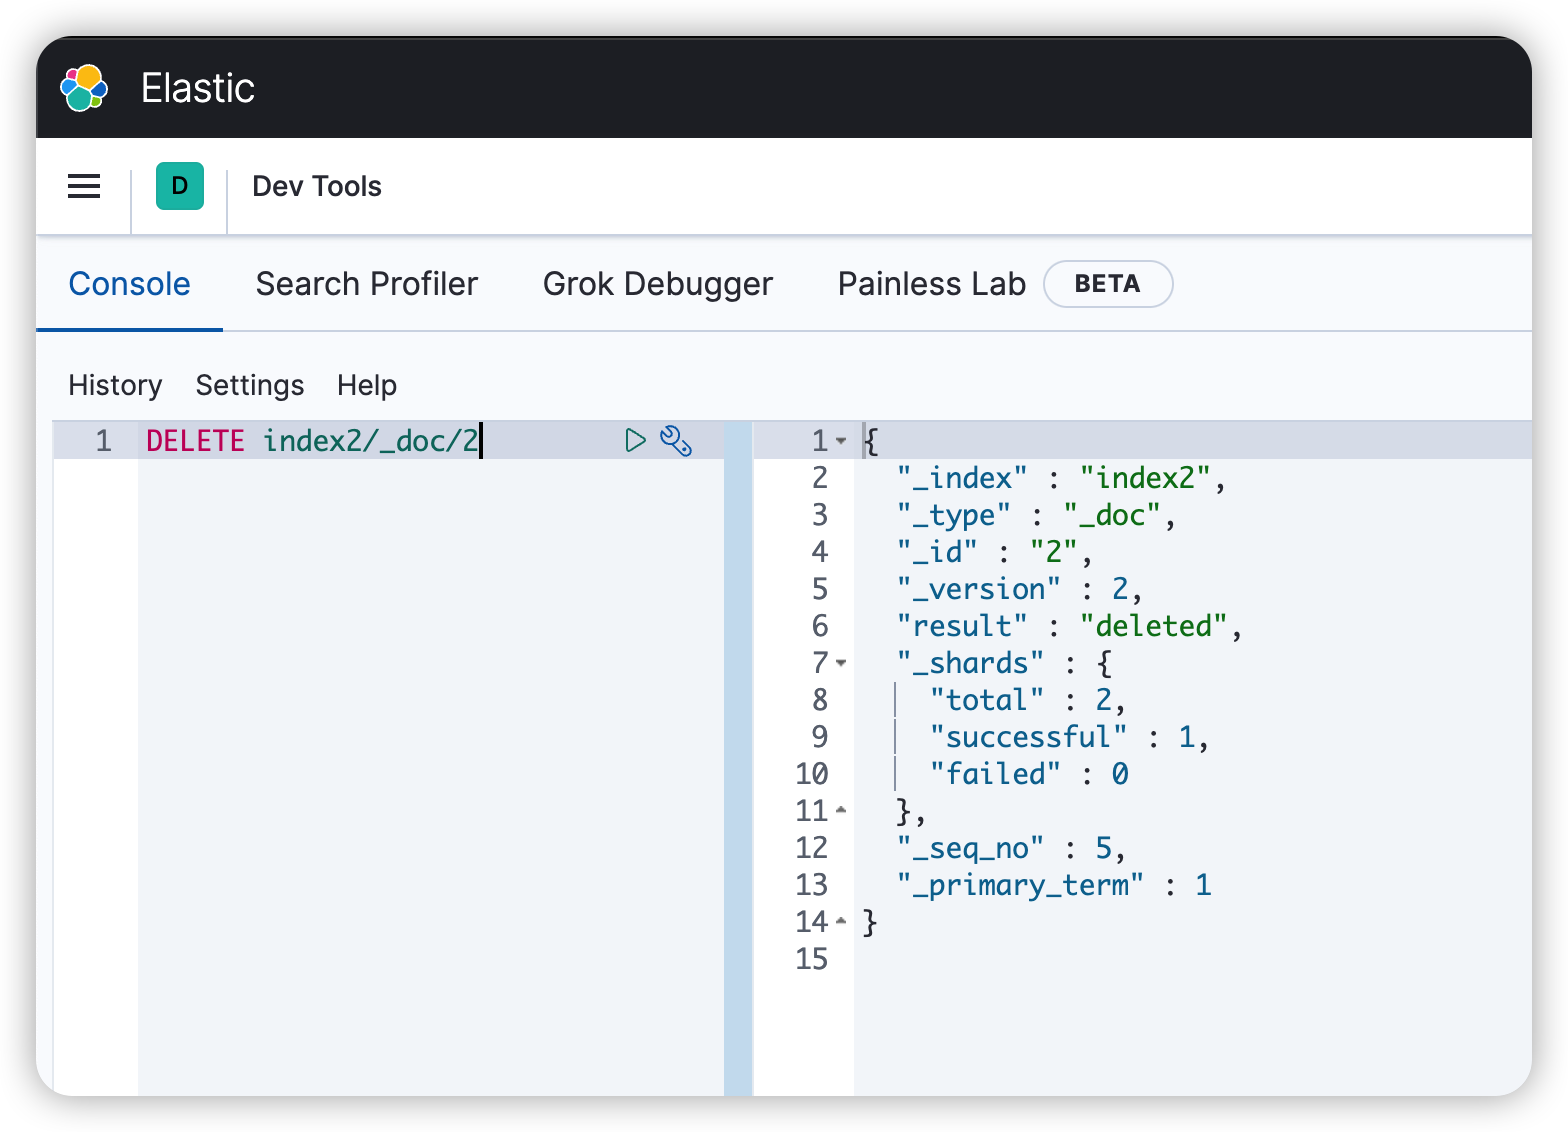 Elastic
D
Dev Tools
Console Search Profiler Grok Debugger Painless Lab BETA
History Settings Help
1 DELETE index2/_doc/2
1 {
2 "_index" : "index2",
3 "_type" : "_doc",
4 "_id" : "2",
5 "_version" : 2,
6 "result" : "deleted",
7 "_shards" : {
8 "total" : 2,
9 "successful" : 1,
10 "failed" : 0
11 },
12 "_seq_no" : 5,
13 "_primary_term" : 1
14 }
15